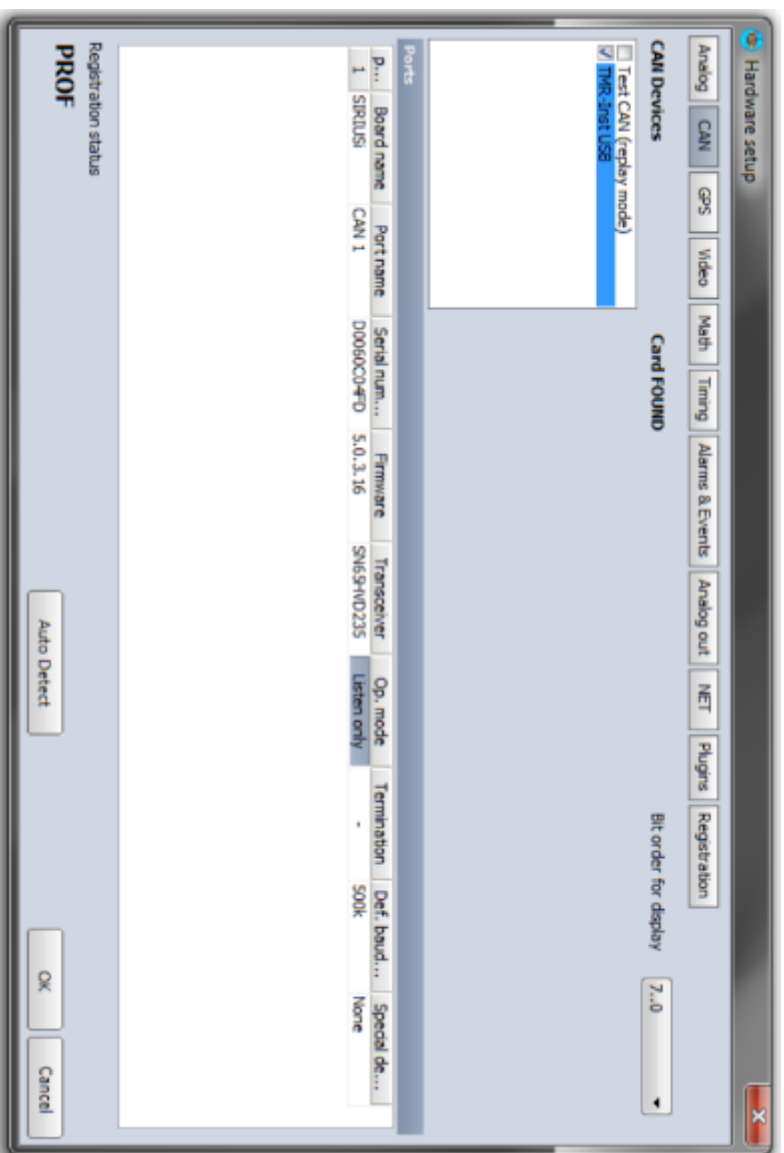 Hardware setup
Analog CAN GPS Video Math Timing Alarms & Events Analog out NET Plugins Registration
CAN Devices Card FOUND Bit order for display 7..0
Test CAN (replay mode)
TMR-Inst USB
Ports
p... Board name Port name Serial num... Firmware Transceiver Op. mode Termination Def. baud... Special de...
1 SIRIUSi CAN 1 D0060C04FD 5.0.3.16 SN65HVD235 Listen only - 500k None
Registration status
PROF
Auto Detect OK Cancel